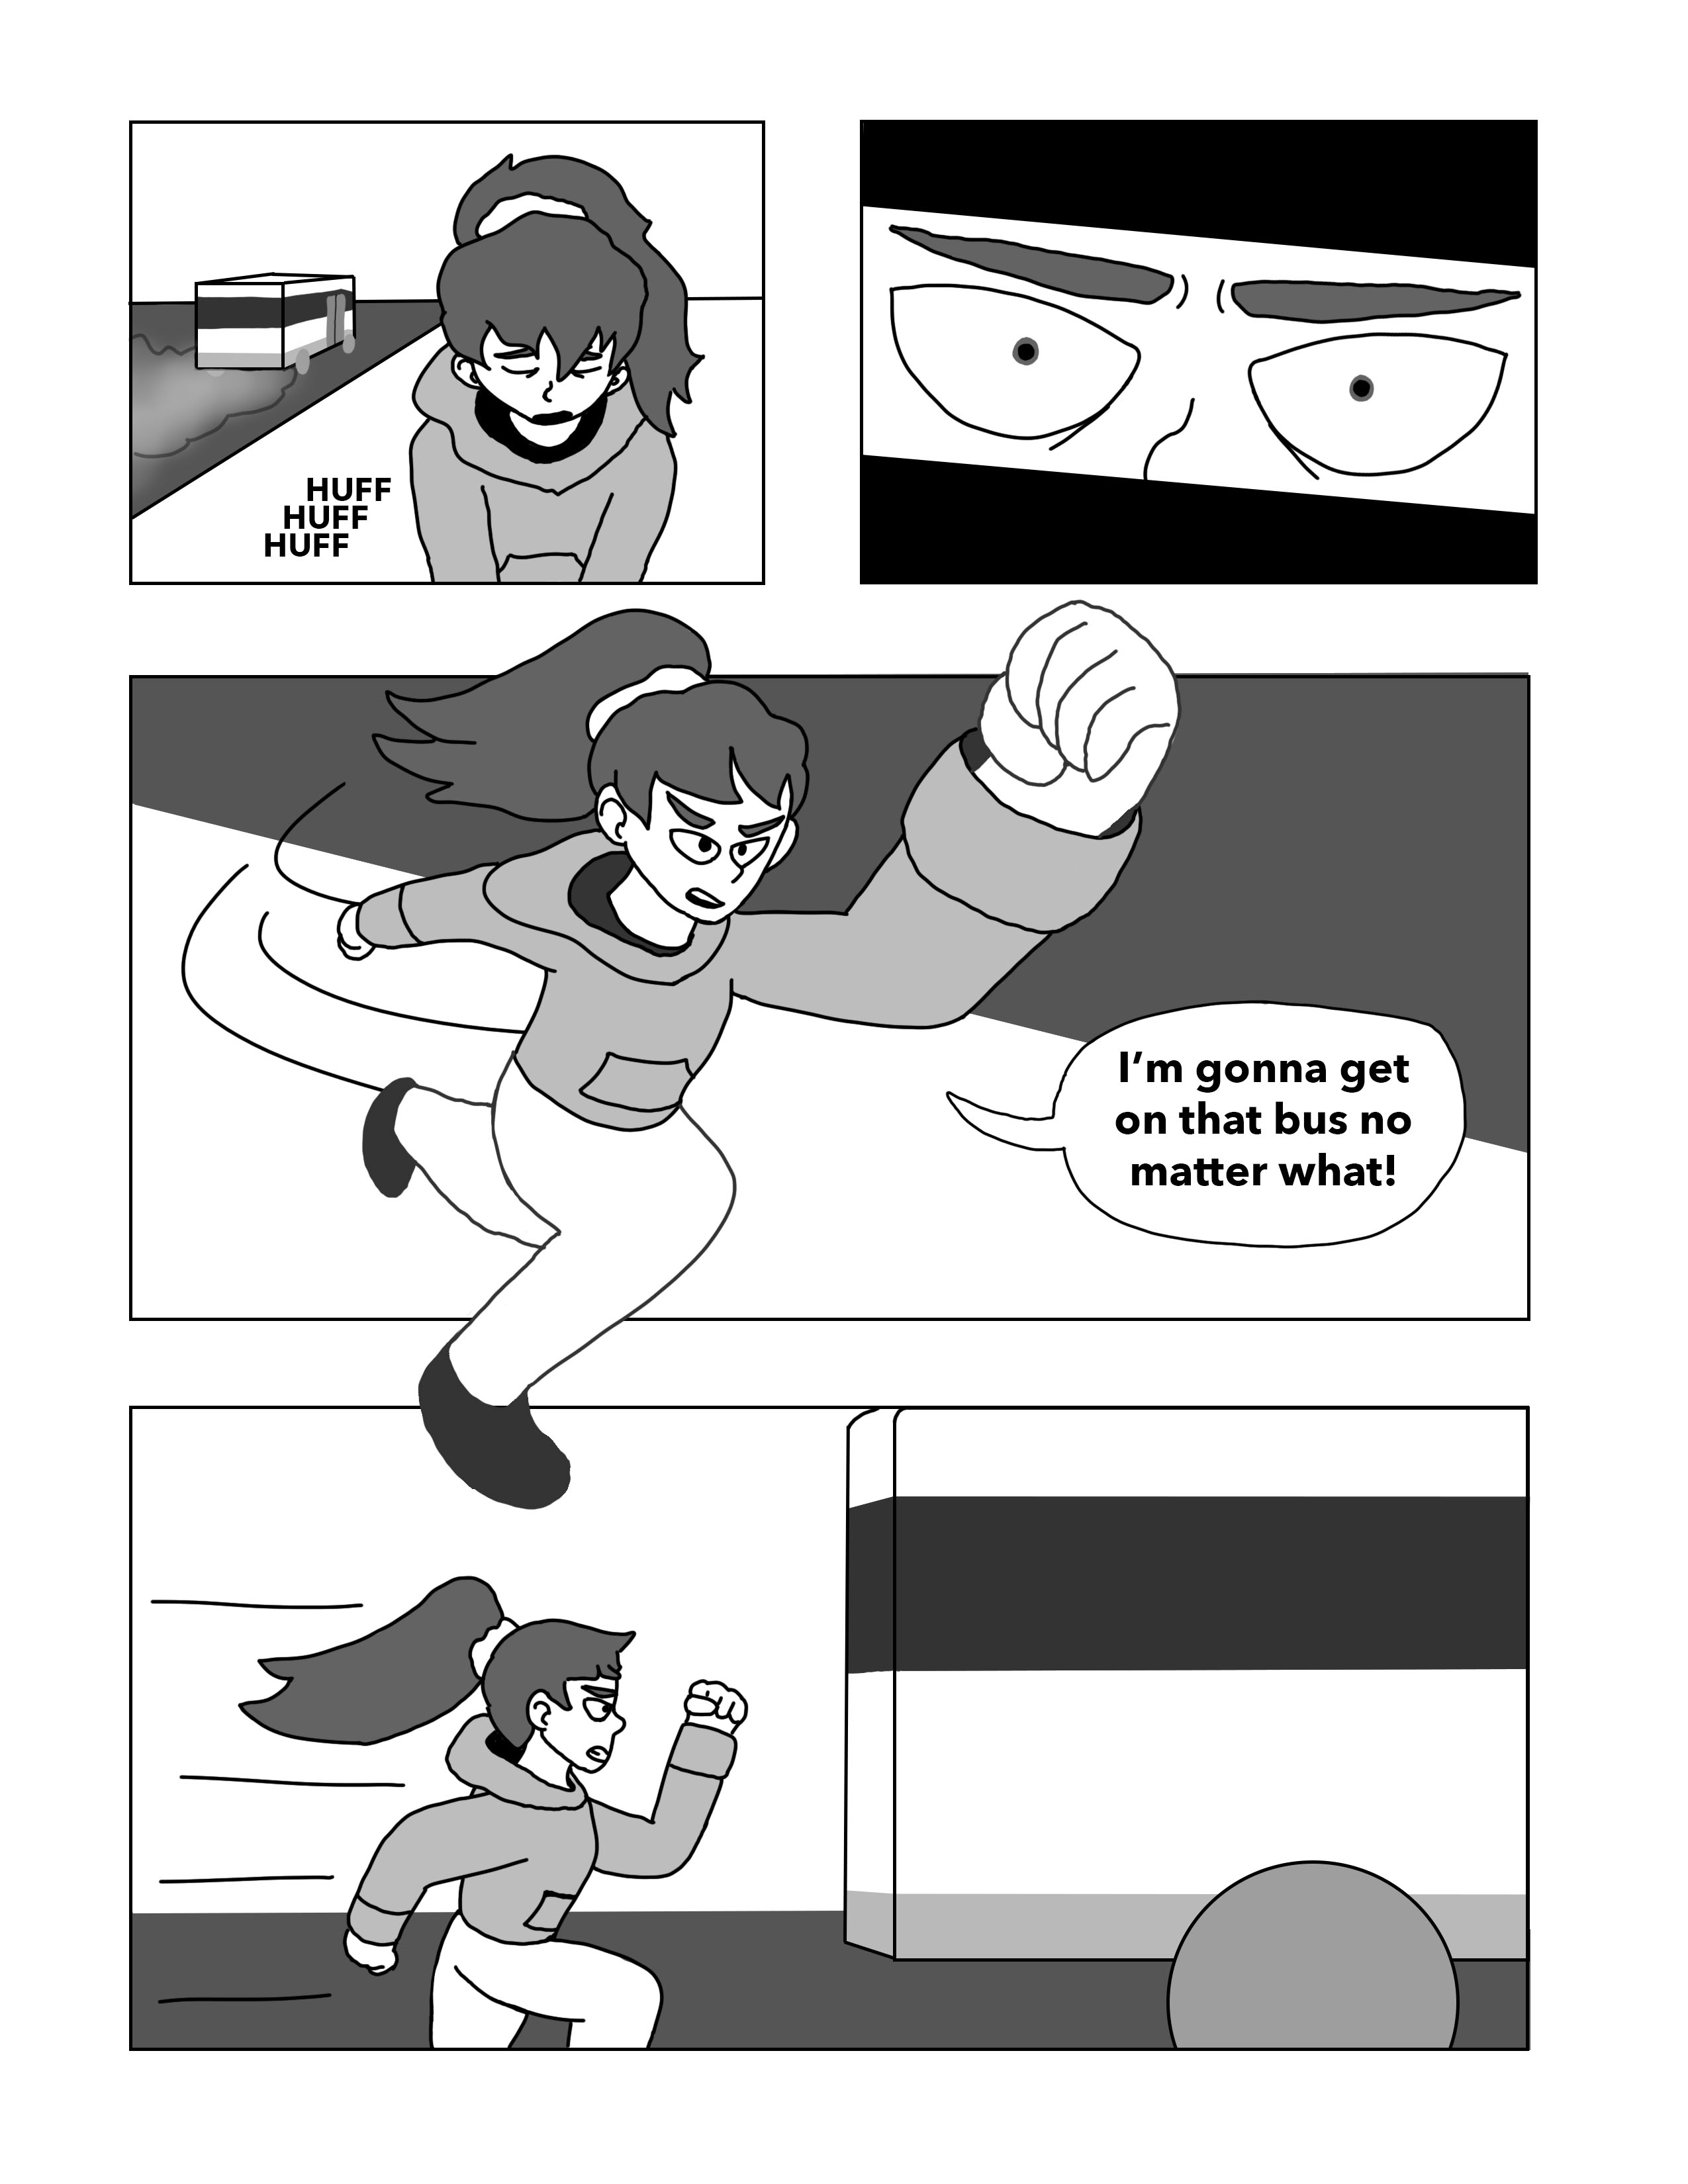 HUFF
HUFF
HUFF
I'm gonna get
on that bus no
matter what!